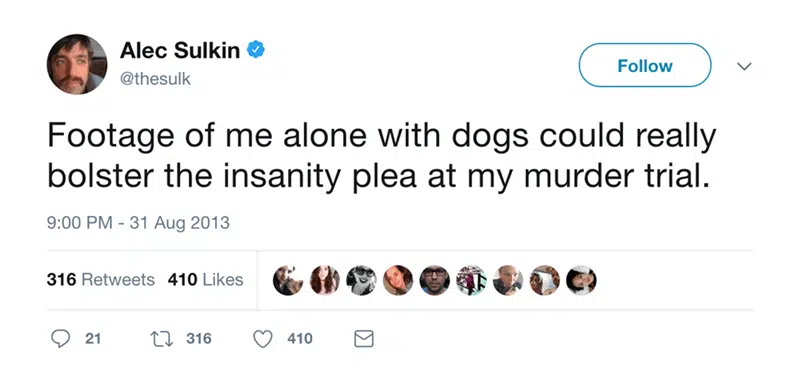 Alec Sulkin
@thesulk
Follow
Footage of me alone with dogs could really
bolster the insanity plea at my murder trial.
9:00 PM - 31 Aug 2013
316 Retweets 410 Likes
21 316 410